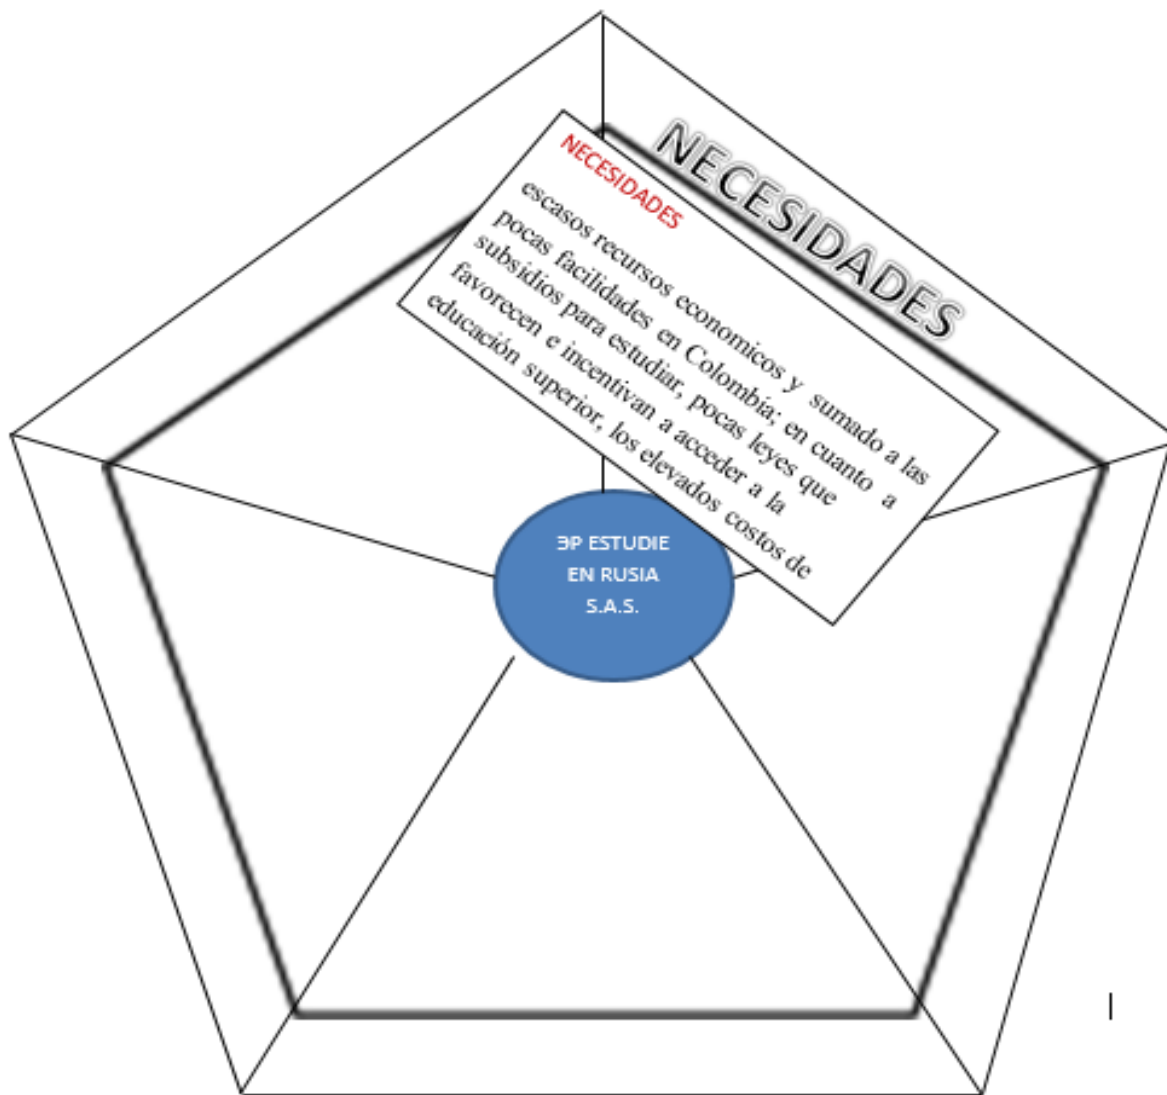 NECESIDADES
NECESIDADES
escasos recursos economicos y sumado a las
pocas facilidades en Colombia; en cuanto a
subsidios para estudiar, pocas leyes que
favorecen e incentivan a acceder a la
educación superior, los elevados costos de
ЭP ESTUDIE
EN RUSIA
S.A.S.